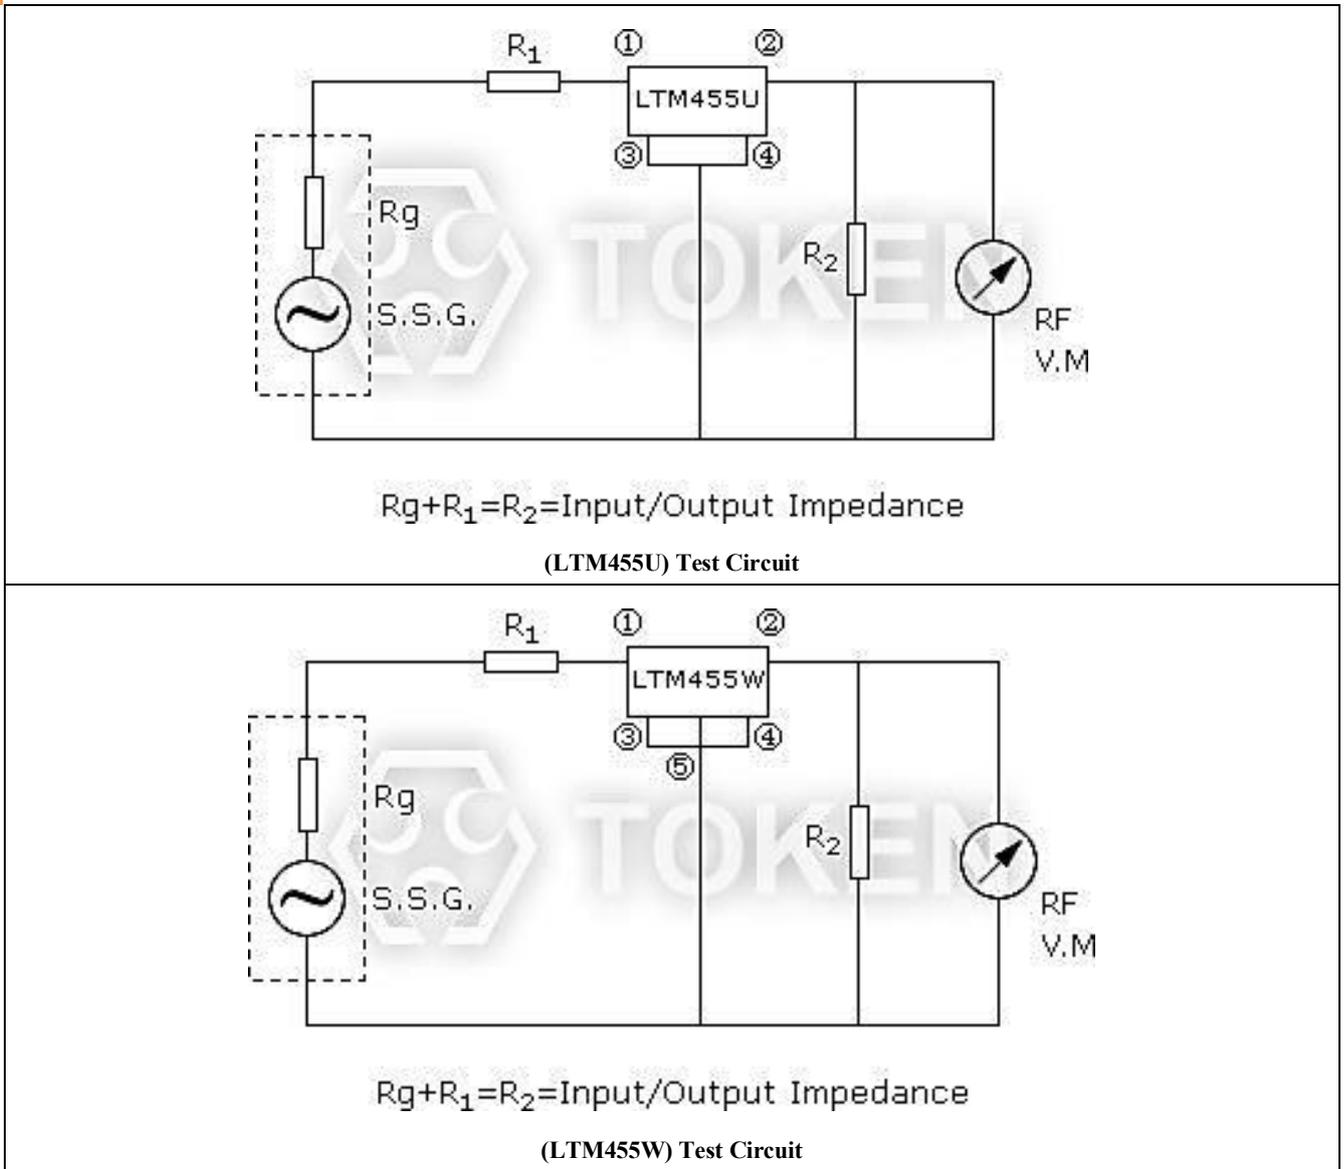 R1
①
②
LTM455U
③
④
Rg
TOKEN
R2
S.S.G.
RF
V.M
Rg+R1=R2=Input/Output Impedance
(LTM455U) Test Circuit
R1
①
②
LTM455W
③
④
⑤
Rg
TOKEN
R2
S.S.G.
RF
V.M
Rg+R1=R2=Input/Output Impedance
(LTM455W) Test Circuit